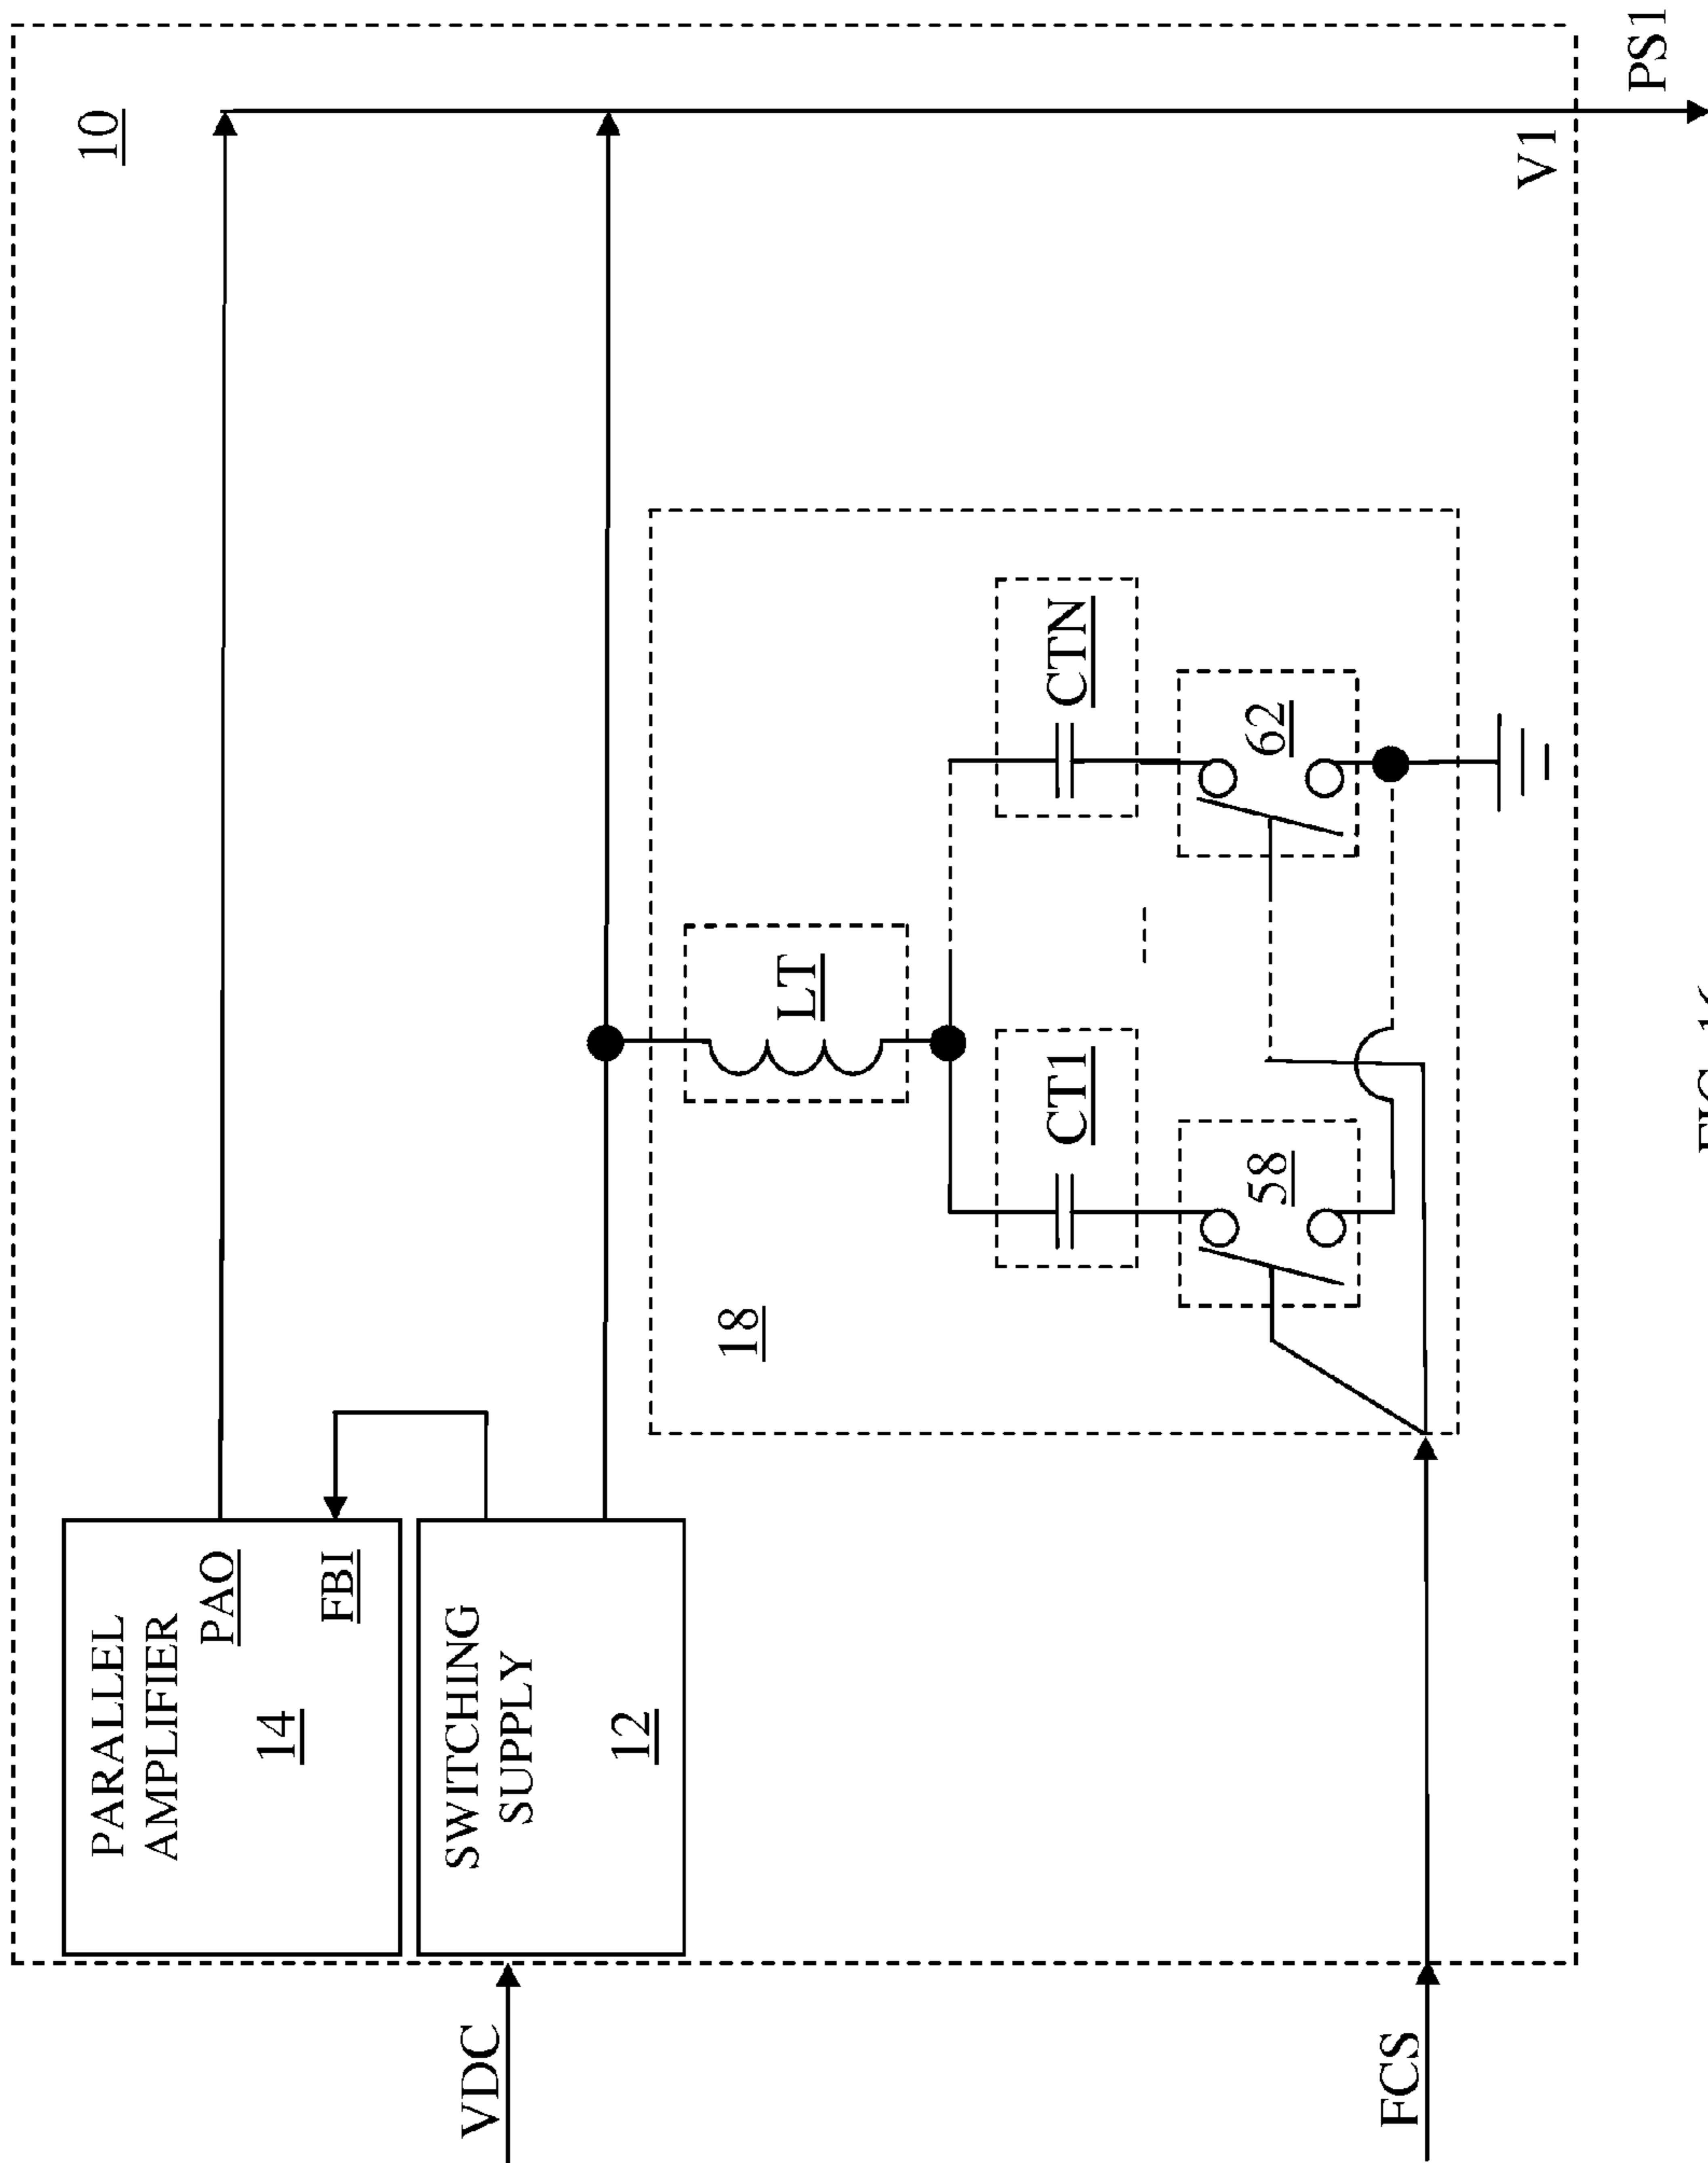 10
PARALLEL
AMPLIFIER
PAO
14
FBI
SWITCHING
SUPPLY
12
VDC
18
LT
CT1
CTN
58
62
FCS
V1
PS1